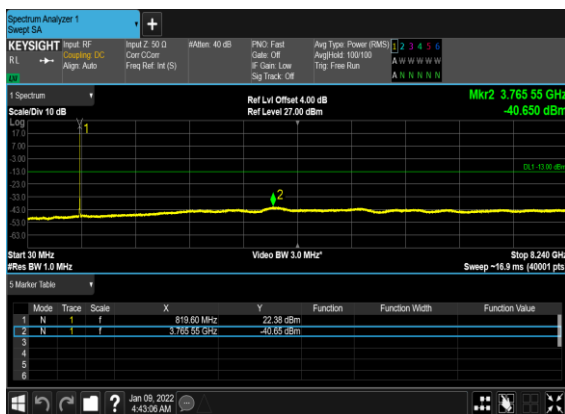 Spectrum Analyzer 1
Swept SA
KEYSIGHT Input: RF Input Z: 50 Ω #Atten: 40 dB PNO: Fast Avg Type: Power (RMS) 1 2 3 4 5 6
RL Coupling: DC Corr CCorr Gate: Off Avg|Hold: 100/100 A W W W W W
Align: Auto Freq Ref: Int (S) IF Gain: Low Trig: Free Run
Sig Track: Off A N N N N N
1 Spectrum Ref Lvl Offset 4.00 dB Mkr2 3.765 55 GHz
Scale/Div 10 dB Ref Level 27.00 dBm -40.650 dBm
Log
17.0 1
7.00
-3.00
-13.0 DL1 -13.00 dBm
-23.0
-33.0 2
-43.0
-53.0
-63.0
Start 30 MHz Video BW 3.0 MHz* Stop 8.240 GHz
#Res BW 1.0 MHz Sweep ~16.9 ms (40001 pts)
5 Marker Table
Mode Trace Scale X Y Function Function Width Function Value
1 N 1 f 819.60 MHz 22.38 dBm
2 N 1 f 3.765 55 GHz -40.65 dBm
3
4
5
6
? Jan 09, 2022
4:43:06 AM